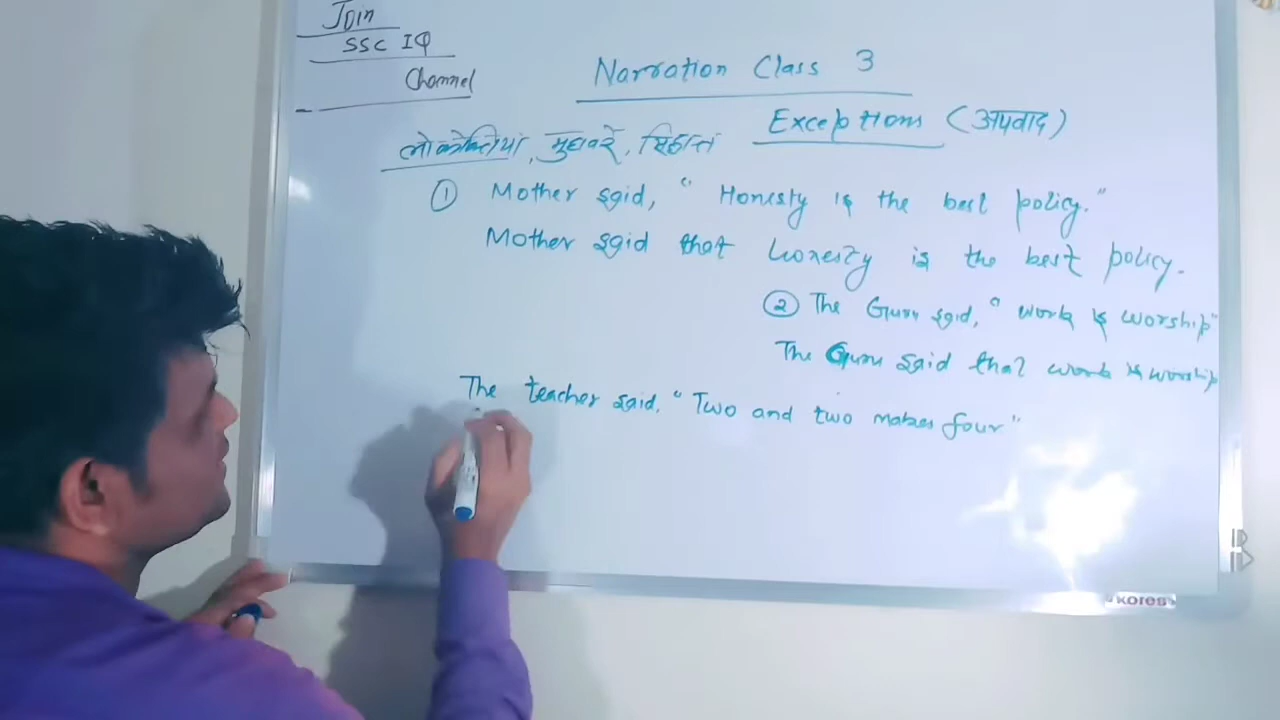 Join
SSC IQ
Channel
Narration Class 3
Exceptions (अपवाद)
लोकोक्तियां, मुहावरे, सिद्धान्त
① Mother said, "Honesty is the best policy."
Mother said that honesty is the best policy.
② The Guru said, "work is worship"
The Guru said that work is worship
The teacher said, "Two and two makes four"
kores